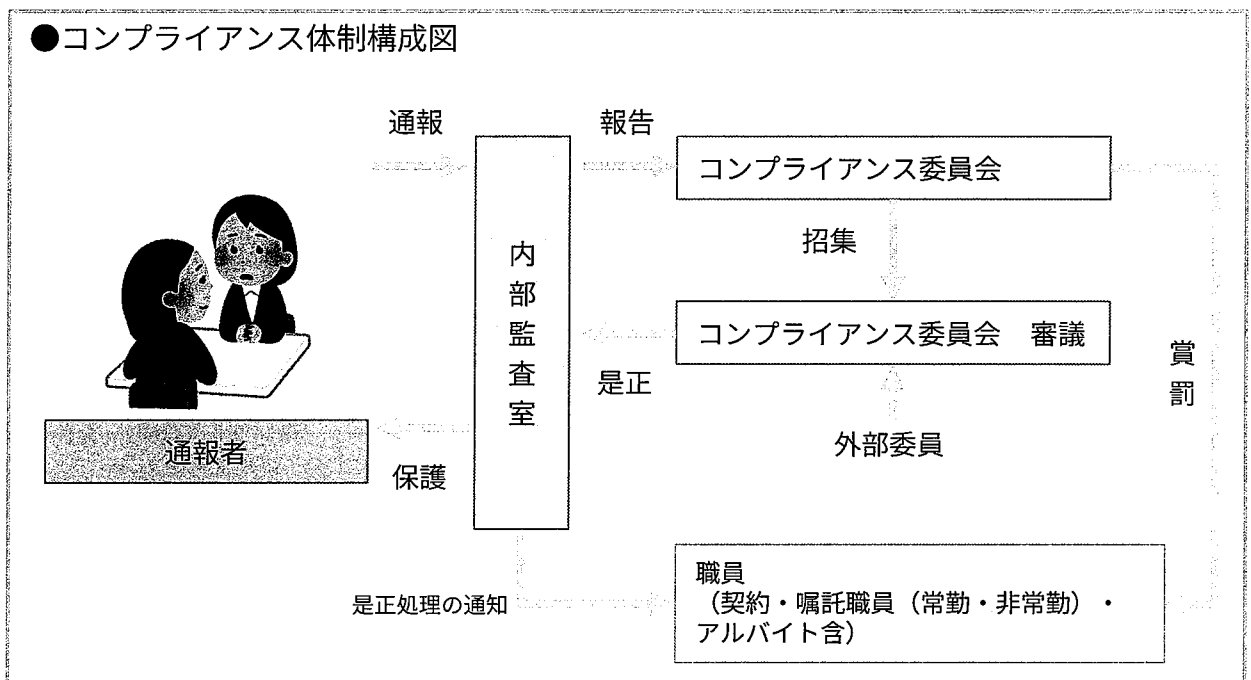 ●コンプライアンス体制構成図
通報
報告
コンプライアンス委員会
招集
内部監査室
コンプライアンス委員会　審議
是正
賞罰
外部委員
通報者
保護
是正処理の通知
職員
（契約・嘱託職員（常勤・非常勤）・
アルバイト含）